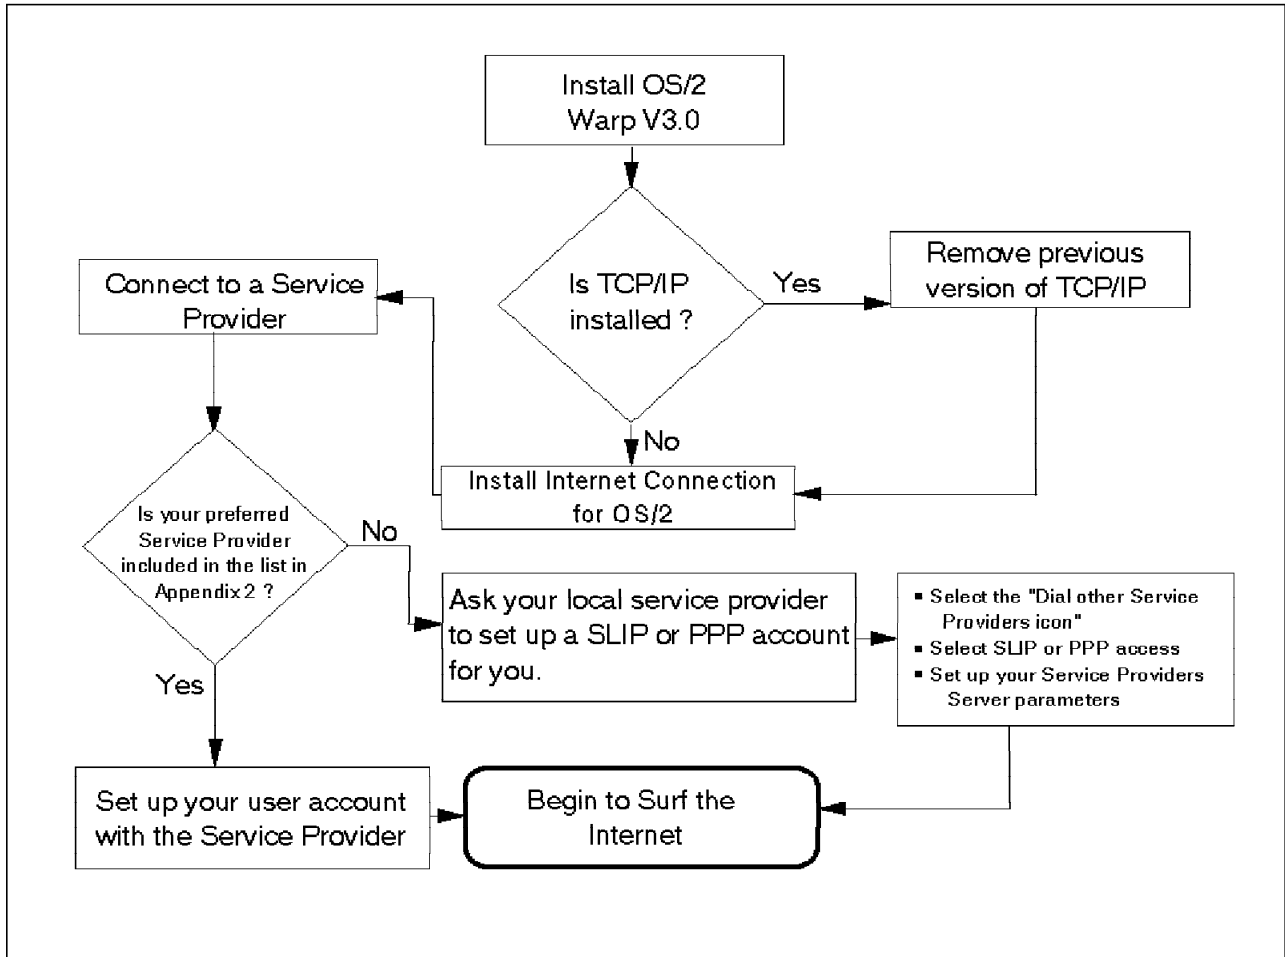 Install OS/2
Warp V3.0
Is TCP/IP
installed ?
Yes
Remove previous
version of TCP/IP
No
Install Internet Connection
for OS/2
Connect to a Service
Provider
Is your preferred
Service Provider
included in the list in
Appendix 2 ?
No
Ask your local service provider
to set up a SLIP or PPP account
for you.
▪ Select the "Dial other Service
Providers icon"
▪ Select SLIP or PPP access
▪ Set up your Service Providers
Server parameters
Yes
Set up your user account
with the Service Provider
Begin to Surf the
Internet